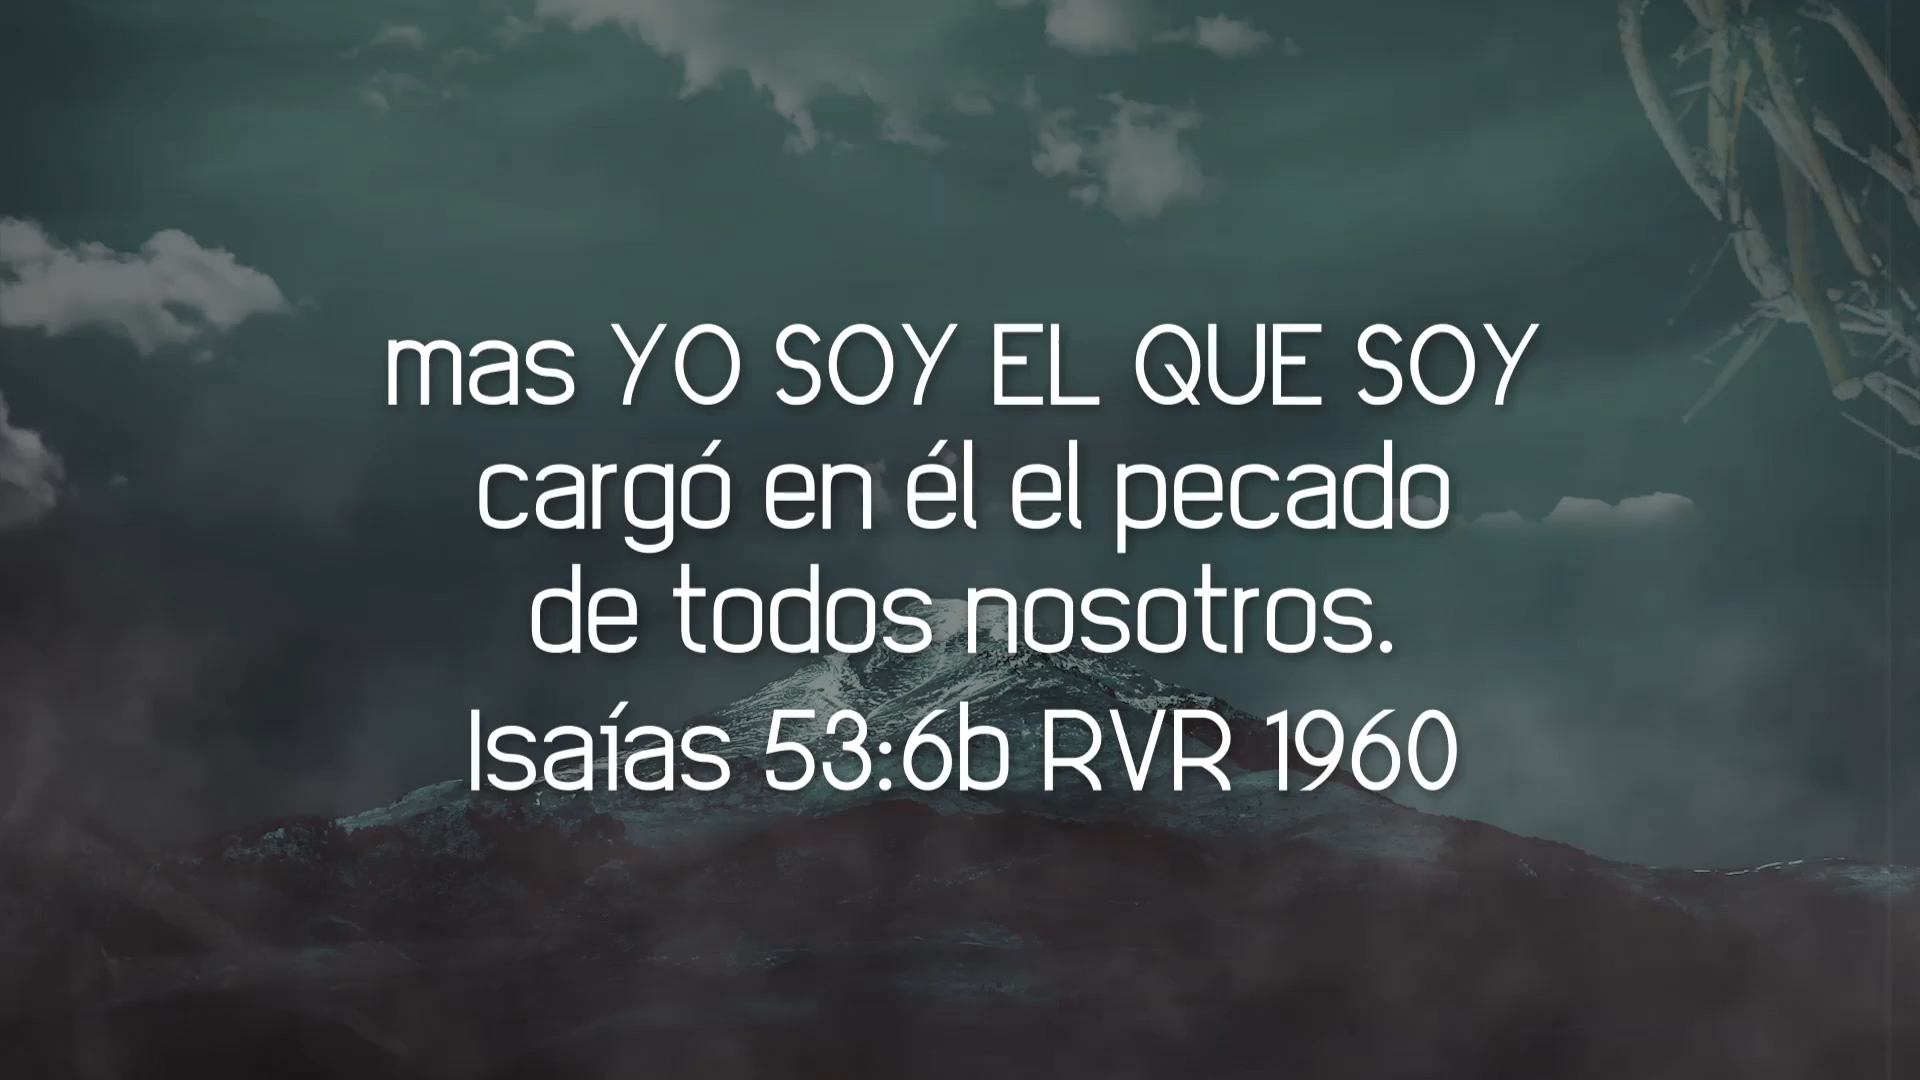 mas YO SOY EL QUE SOY
cargó en él el pecado
de todos nosotros.
Isaías 53:6b RVR 1960